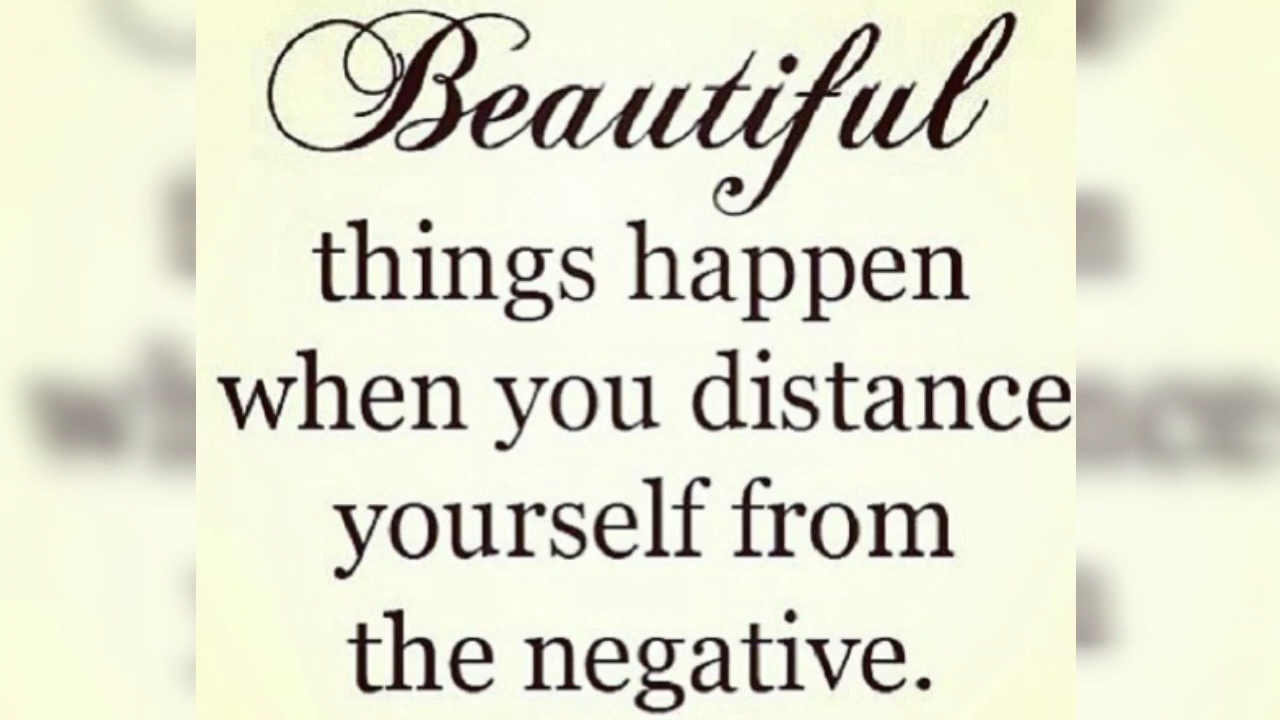 Beautiful
things happen
when you distance
yourself from
the negative.